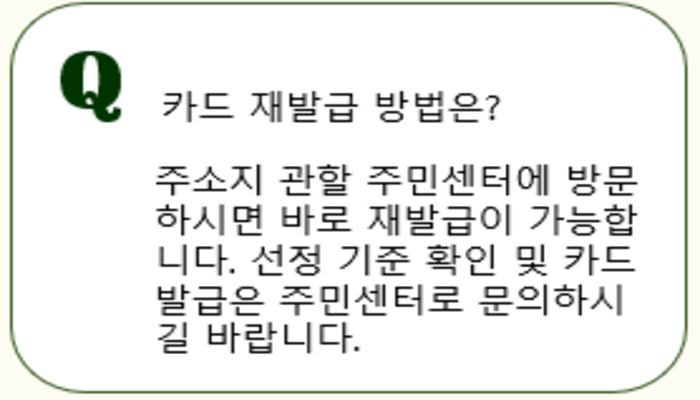 Q
카드 재발급 방법은?
주소지 관할 주민센터에 방문
하시면 바로 재발급이 가능합
니다. 선정 기준 확인 및 카드
발급은 주민센터로 문의하시
길 바랍니다.